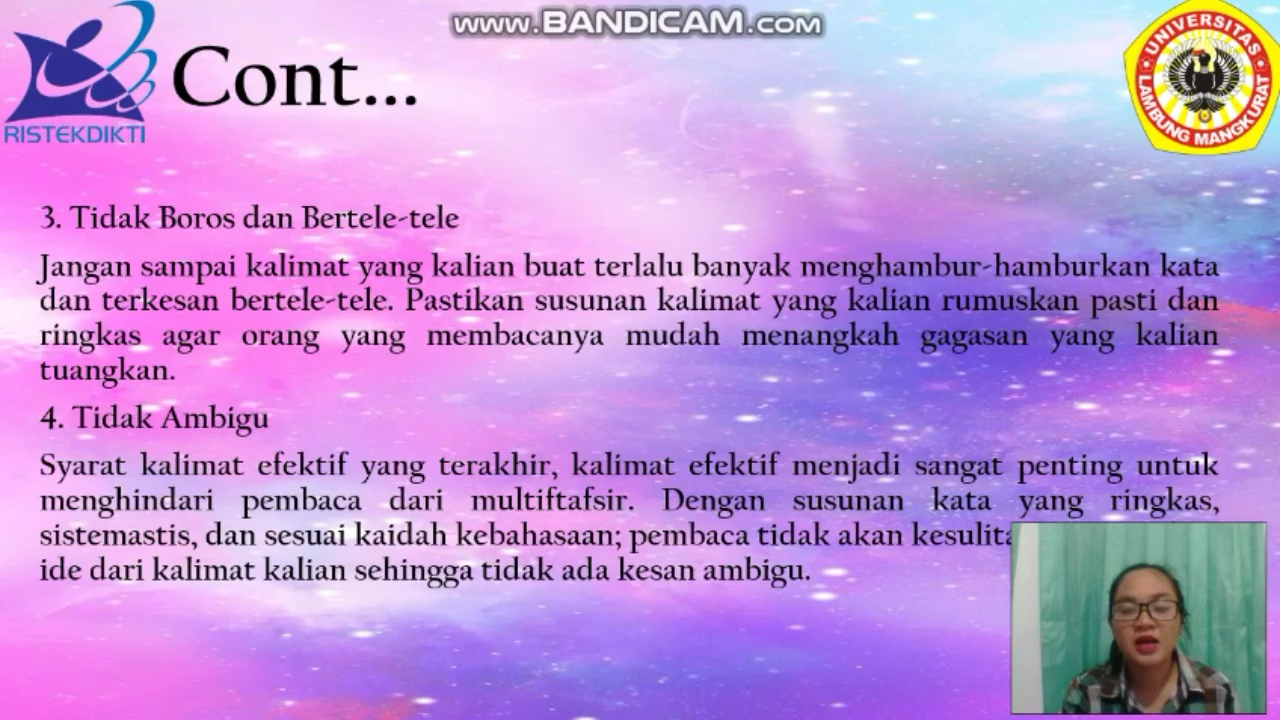 www.BANDICAM.com
RISTEKDIKTI
Cont...
UNIVERSITAS
LAMBUNG MANGKURAT
3. Tidak Boros dan Bertele-tele
Jangan sampai kalimat yang kalian buat terlalu banyak menghambur-hamburkan kata
dan terkesan bertele-tele. Pastikan susunan kalimat yang kalian rumuskan pasti dan
ringkas agar orang yang membacanya mudah menangkah gagasan yang kalian
tuangkan.
4. Tidak Ambigu
Syarat kalimat efektif yang terakhir, kalimat efektif menjadi sangat penting untuk
menghindari pembaca dari multiftafsir. Dengan susunan kata yang ringkas,
sistemastis, dan sesuai kaidah kebahasaan; pembaca tidak akan
ide dari kalimat kalian sehingga tidak ada kesan ambigu.